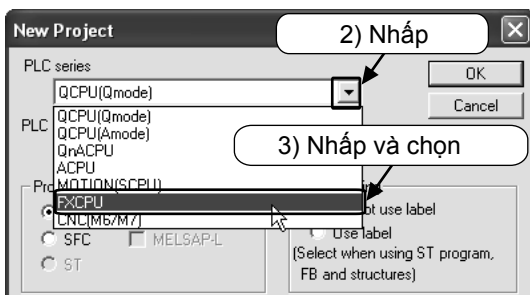 New Project
2) Nhấp
PLC series
OK
QCPU(Qmode)
Cancel
QCPU(Qmode)
PLC
QCPU(Amode)
3) Nhấp và chọn
QnACPU
ACPU
MOTION(SCPU)
FXCPU
use label
CNC(M6/M7)
SFC
MELSAP-L
Use label
ST
(Select when using ST program,
FB and structures)